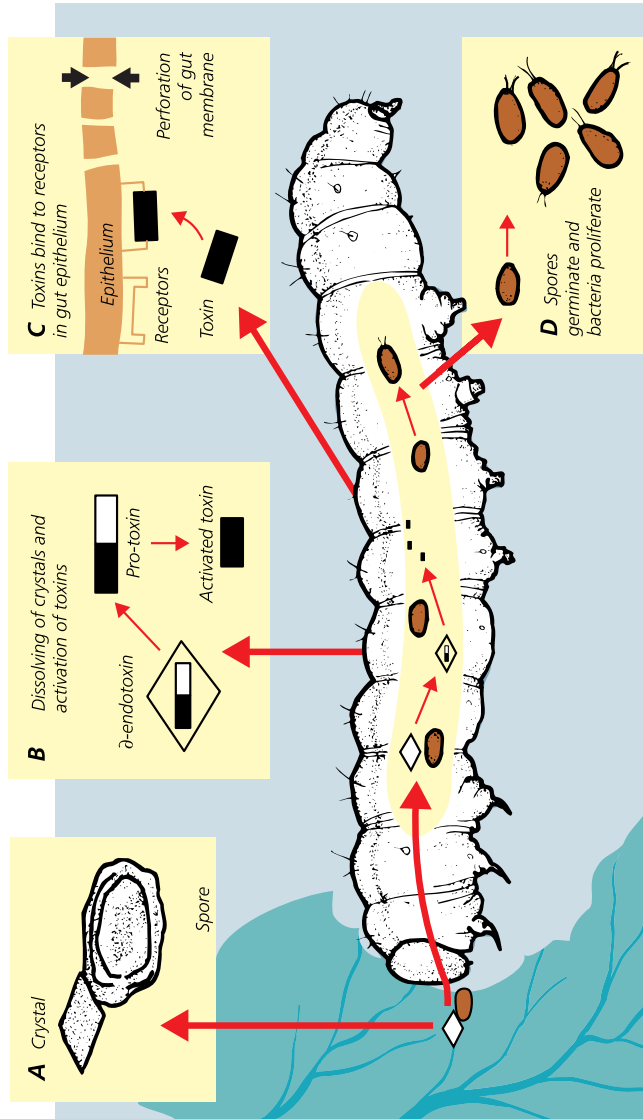 A Crystal
Spore
B Dissolving of crystals and
activation of toxins
∂-endotoxin
Pro-toxin
Activated toxin
C Toxins bind to receptors
in gut epithelium
Epithelium
Receptors
Toxin
Perforation
of gut
membrane
D Spores
germinate and
bacteria proliferate